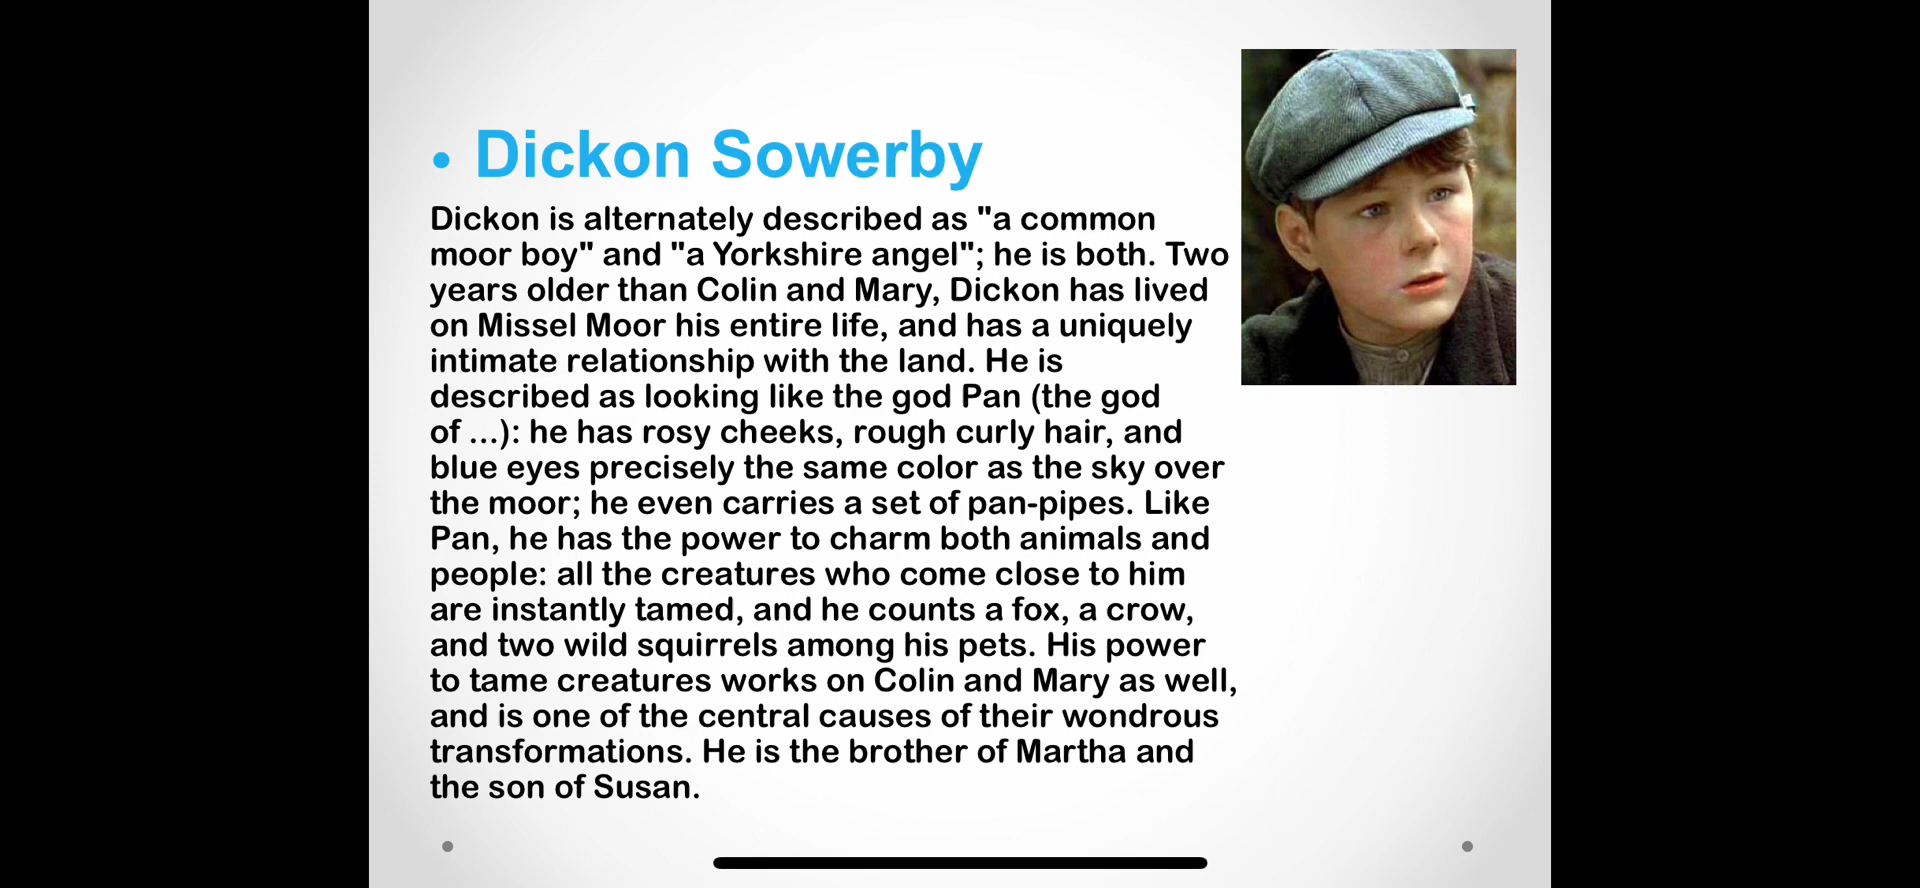 • Dickon Sowerby
Dickon is alternately described as "a common
moor boy" and "a Yorkshire angel"; he is both. Two
years older than Colin and Mary, Dickon has lived
on Missel Moor his entire life, and has a uniquely
intimate relationship with the land. He is
described as looking like the god Pan (the god
of ...): he has rosy cheeks, rough curly hair, and
blue eyes precisely the same color as the sky over
the moor; he even carries a set of pan-pipes. Like
Pan, he has the power to charm both animals and
people: all the creatures who come close to him
are instantly tamed, and he counts a fox, a crow,
and two wild squirrels among his pets. His power
to tame creatures works on Colin and Mary as well,
and is one of the central causes of their wondrous
transformations. He is the brother of Martha and
the son of Susan.